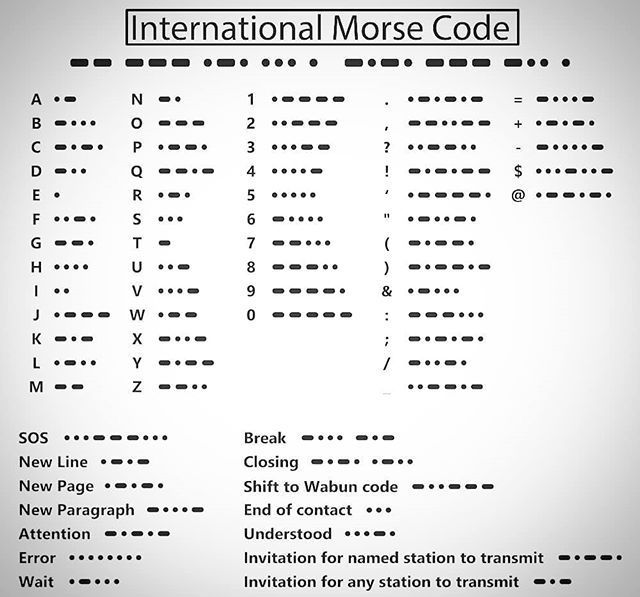 International Morse Code
A N 1 . =
B O 2 , +
C P 3 ? -
D Q 4 ! $
E R 5 ‘ @
F S 6 "
G T 7 (
H U 8 )
I V 9 &
J W 0 :
K X ;
L Y /
M Z _
SOS Break
New Line Closing
New Page Shift to Wabun code
New Paragraph End of contact
Attention Understood
Error Invitation for named station to transmit
Wait Invitation for any station to transmit